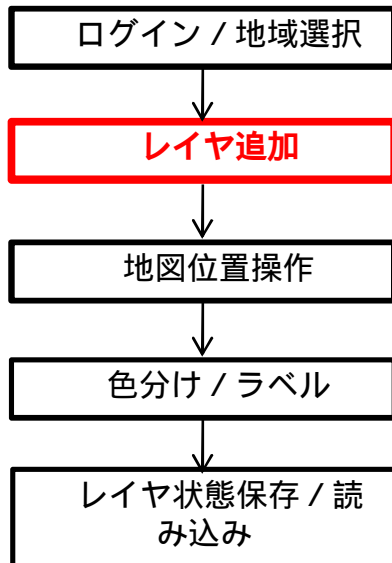 ログイン / 地域選択
レイヤ追加
地図位置操作
色分け / ラベル
レイヤ状態保存 / 読
み込み